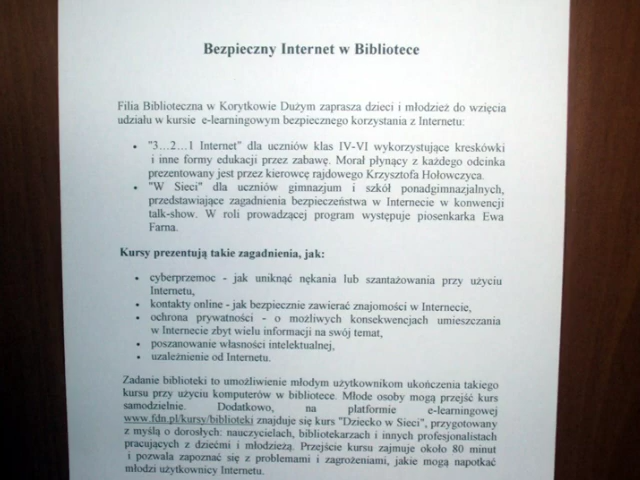 Bezpieczny Internet w Bibliotece
Filia Biblioteczna w Korytkowie Dużym zaprasza dzieci i młodzież do wzięcia
udziału w kursie e-learningowym bezpiecznego korzystania z Internetu:
• "3...2...1 Internet" dla uczniów klas IV-VI wykorzystujące kreskówki
i inne formy edukacji przez zabawę. Morał płynący z każdego odcinka
prezentowany jest przez kierowcę rajdowego Krzysztofa Hołowczyca.
• "W Sieci" dla uczniów gimnazjum i szkół ponadgimnazjalnych,
przedstawiające zagadnienia bezpieczeństwa w Internecie w konwencji
talk-show. W roli prowadzącej program występuje piosenkarka Ewa
Farna.
Kursy prezentują takie zagadnienia, jak:
• cyberprzemoc - jak uniknąć nękania lub szantażowania przy użyciu
Internetu,
• kontakty online - jak bezpiecznie zawierać znajomości w Internecie,
• ochrona prywatności - o możliwych konsekwencjach umieszczania
w Internecie zbyt wielu informacji na swój temat,
• poszanowanie własności intelektualnej,
• uzależnienie od Internetu.
Zadanie biblioteki to umożliwienie młodym użytkownikom ukończenia takiego
kursu przy użyciu komputerów w bibliotece. Młode osoby mogą przejść kurs
samodzielnie. Dodatkowo, na platformie e-learningowej
www.fdn.pl/kursy/biblioteki znajduje się kurs "Dziecko w Sieci", przygotowany
z myślą o dorosłych: nauczycielach, bibliotekarzach i innych profesjonalistach
pracujących z dziećmi i młodzieżą. Przejście kursu zajmuje około 80 minut
i pozwala zapoznać się z problemami i zagrożeniami, jakie mogą napotkać
młodzi użytkownicy Internetu.